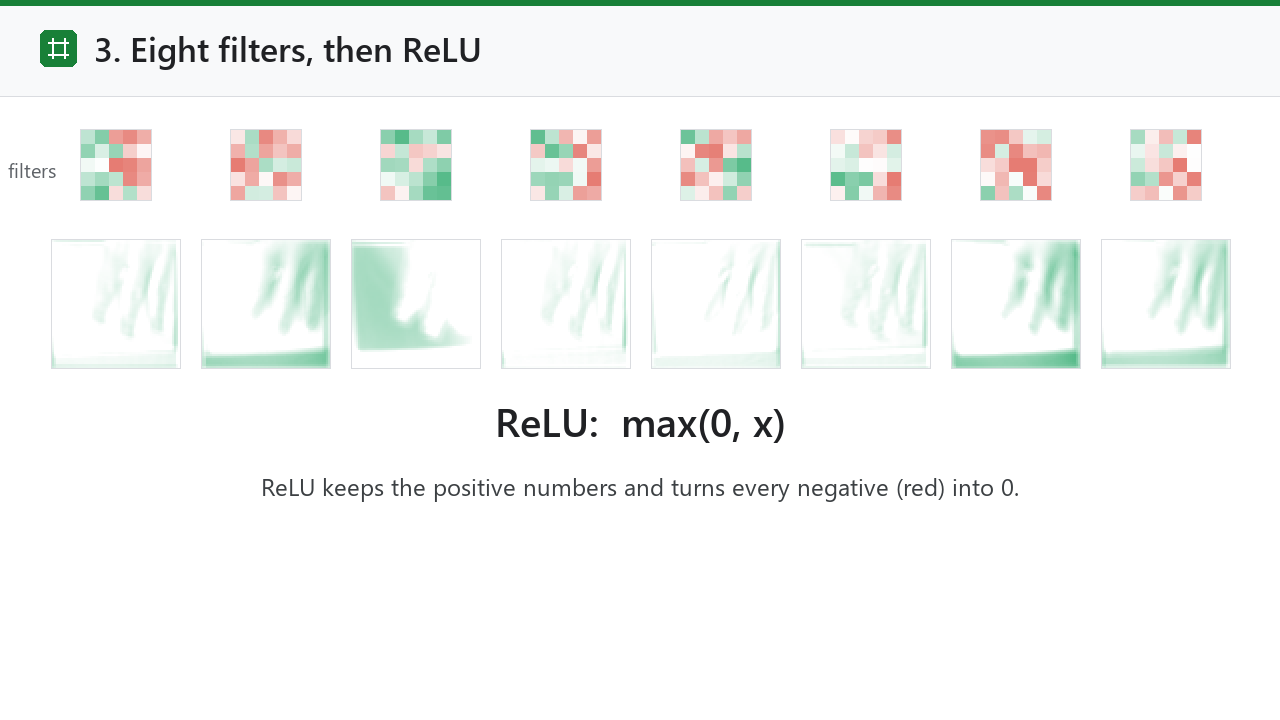 3. Eight filters, then ReLU
filters
ReLU: max(0, x)
ReLU keeps the positive numbers and turns every negative (red) into 0.